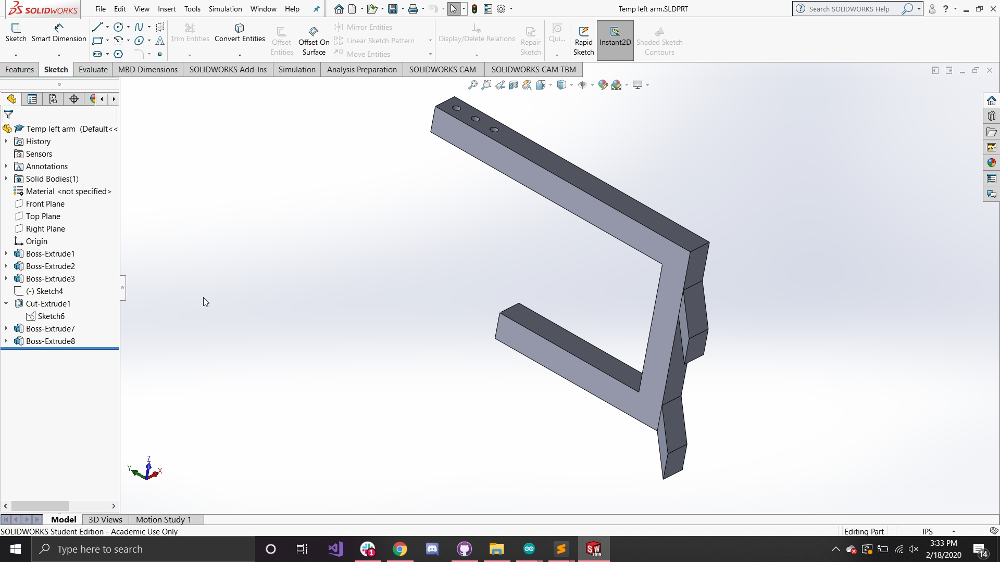 SOLIDWORKS
File Edit View Insert Tools Simulation Window Help
Temp left arm.SLDPRT
Search SOLIDWORKS Help
Sketch
Smart Dimension
Trim Entities
Convert Entities
Offset Entities
Offset On Surface
Mirror Entities
Linear Sketch Pattern
Move Entities
Display/Delete Relations
Repair Sketch
Qui...
Rapid Sketch
Instant2D
Shaded Sketch Contours
Features Sketch Evaluate MBD Dimensions SOLIDWORKS Add-Ins Simulation Analysis Preparation SOLIDWORKS CAM SOLIDWORKS CAM TBM
Temp left arm (Default<<
History
Sensors
Annotations
Solid Bodies(1)
Material <not specified>
Front Plane
Top Plane
Right Plane
Origin
Boss-Extrude1
Boss-Extrude2
Boss-Extrude3
(-) Sketch4
Cut-Extrude1
Sketch6
Boss-Extrude7
Boss-Extrude8
Z
Y
X
Model 3D Views Motion Study 1
SOLIDWORKS Student Edition - Academic Use Only
Editing Part
IPS
Type here to search
1
SW
2019
3:33 PM
2/18/2020
14